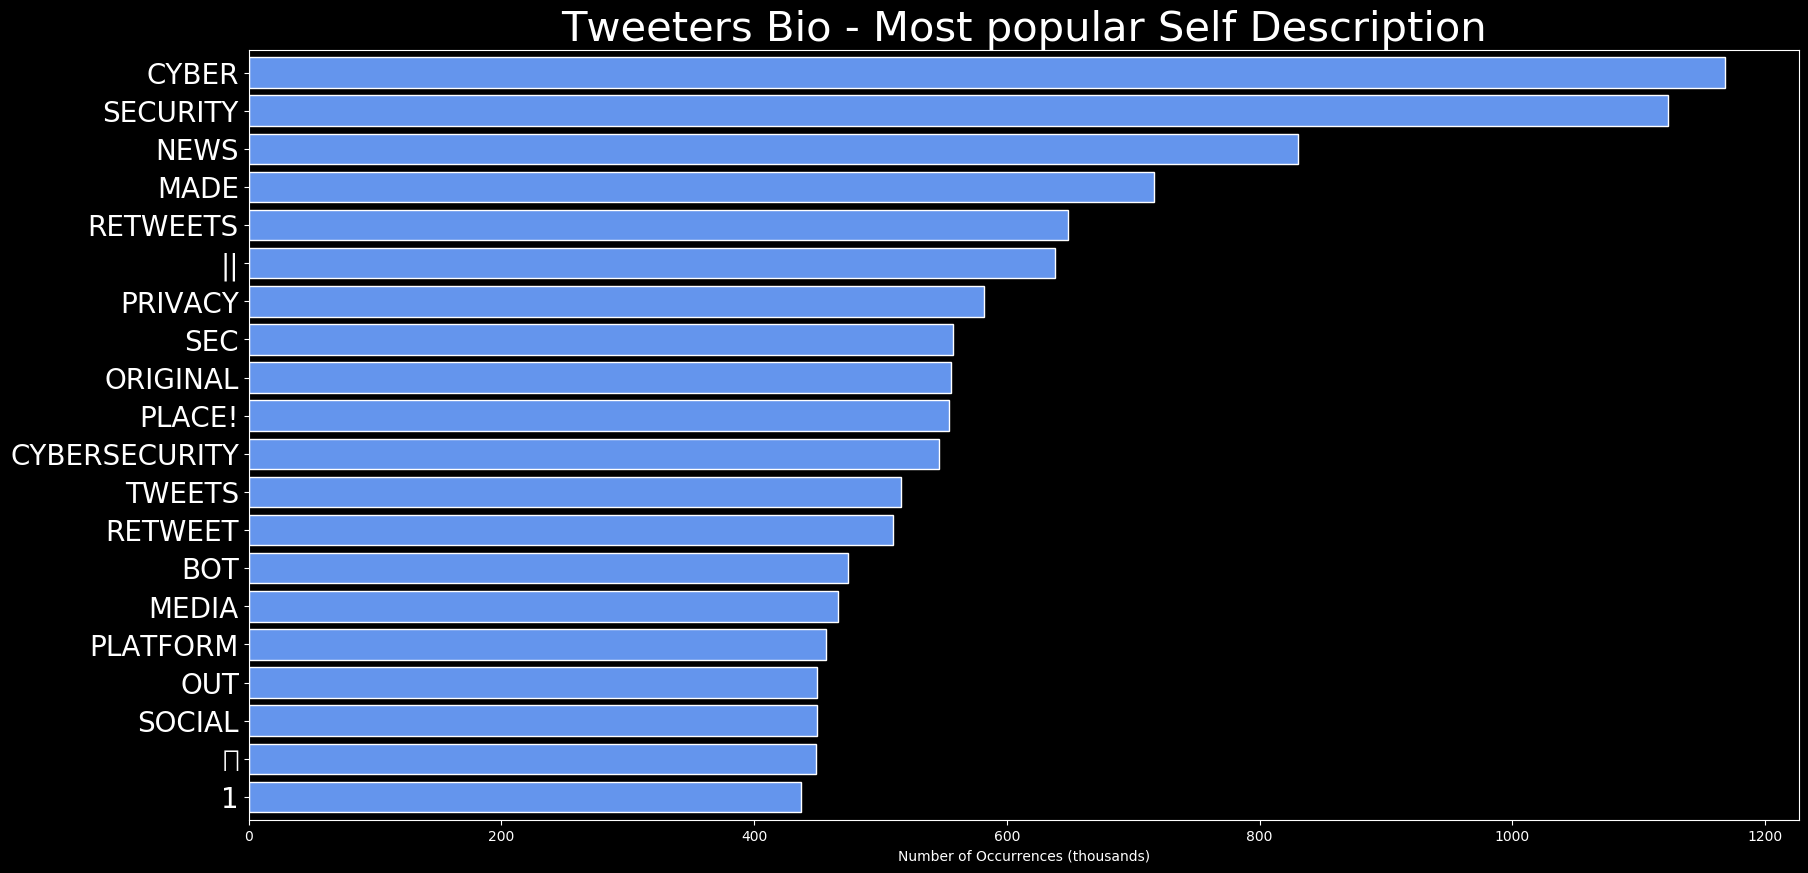 Tweeters Bio - Most popular Self Description
CYBER
SECURITY
NEWS
MADE
RETWEETS
||
PRIVACY
SEC
ORIGINAL
PLACE!
CYBERSECURITY
TWEETS
RETWEET
BOT
MEDIA
PLATFORM
OUT
SOCIAL
1
0 200 400 600 800 1000 1200
Number of Occurrences (thousands)